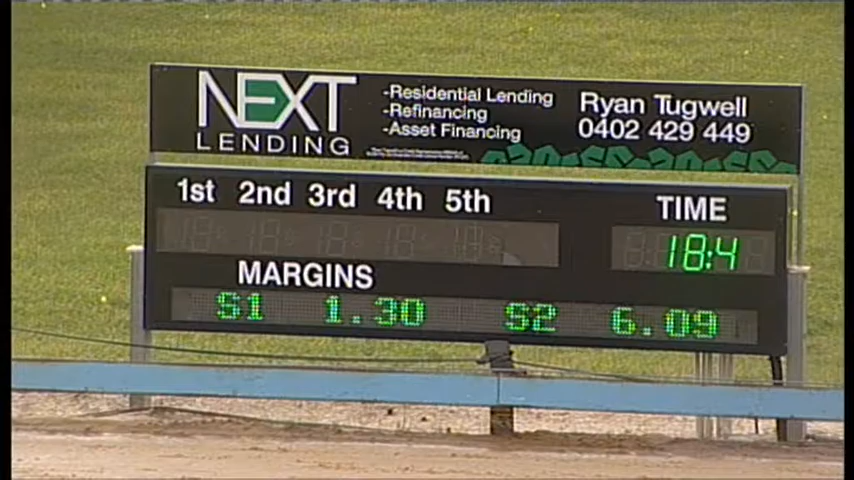 NEXT
LENDING
-Residential Lending
-Refinancing
-Asset Financing
Ryan Tugwell
0402 429 449
1st 2nd 3rd 4th 5th
TIME
18:4
MARGINS
S1 1.30 S2 6.09